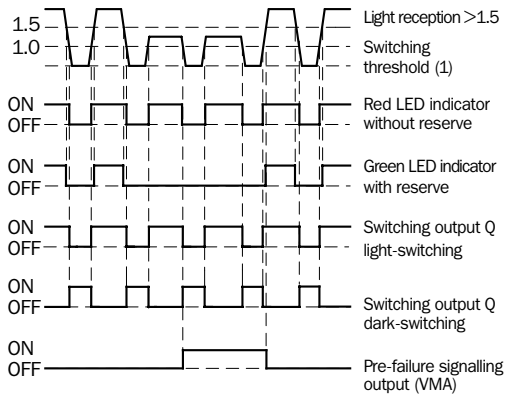 1.5
1.0
Light reception >1.5
Switching
threshold (1)
ON
OFF
Red LED indicator
without reserve
ON
OFF
Green LED indicator
with reserve
ON
OFF
Switching output Q
light-switching
ON
OFF
Switching output Q
dark-switching
ON
OFF
Pre-failure signalling
output (VMA)